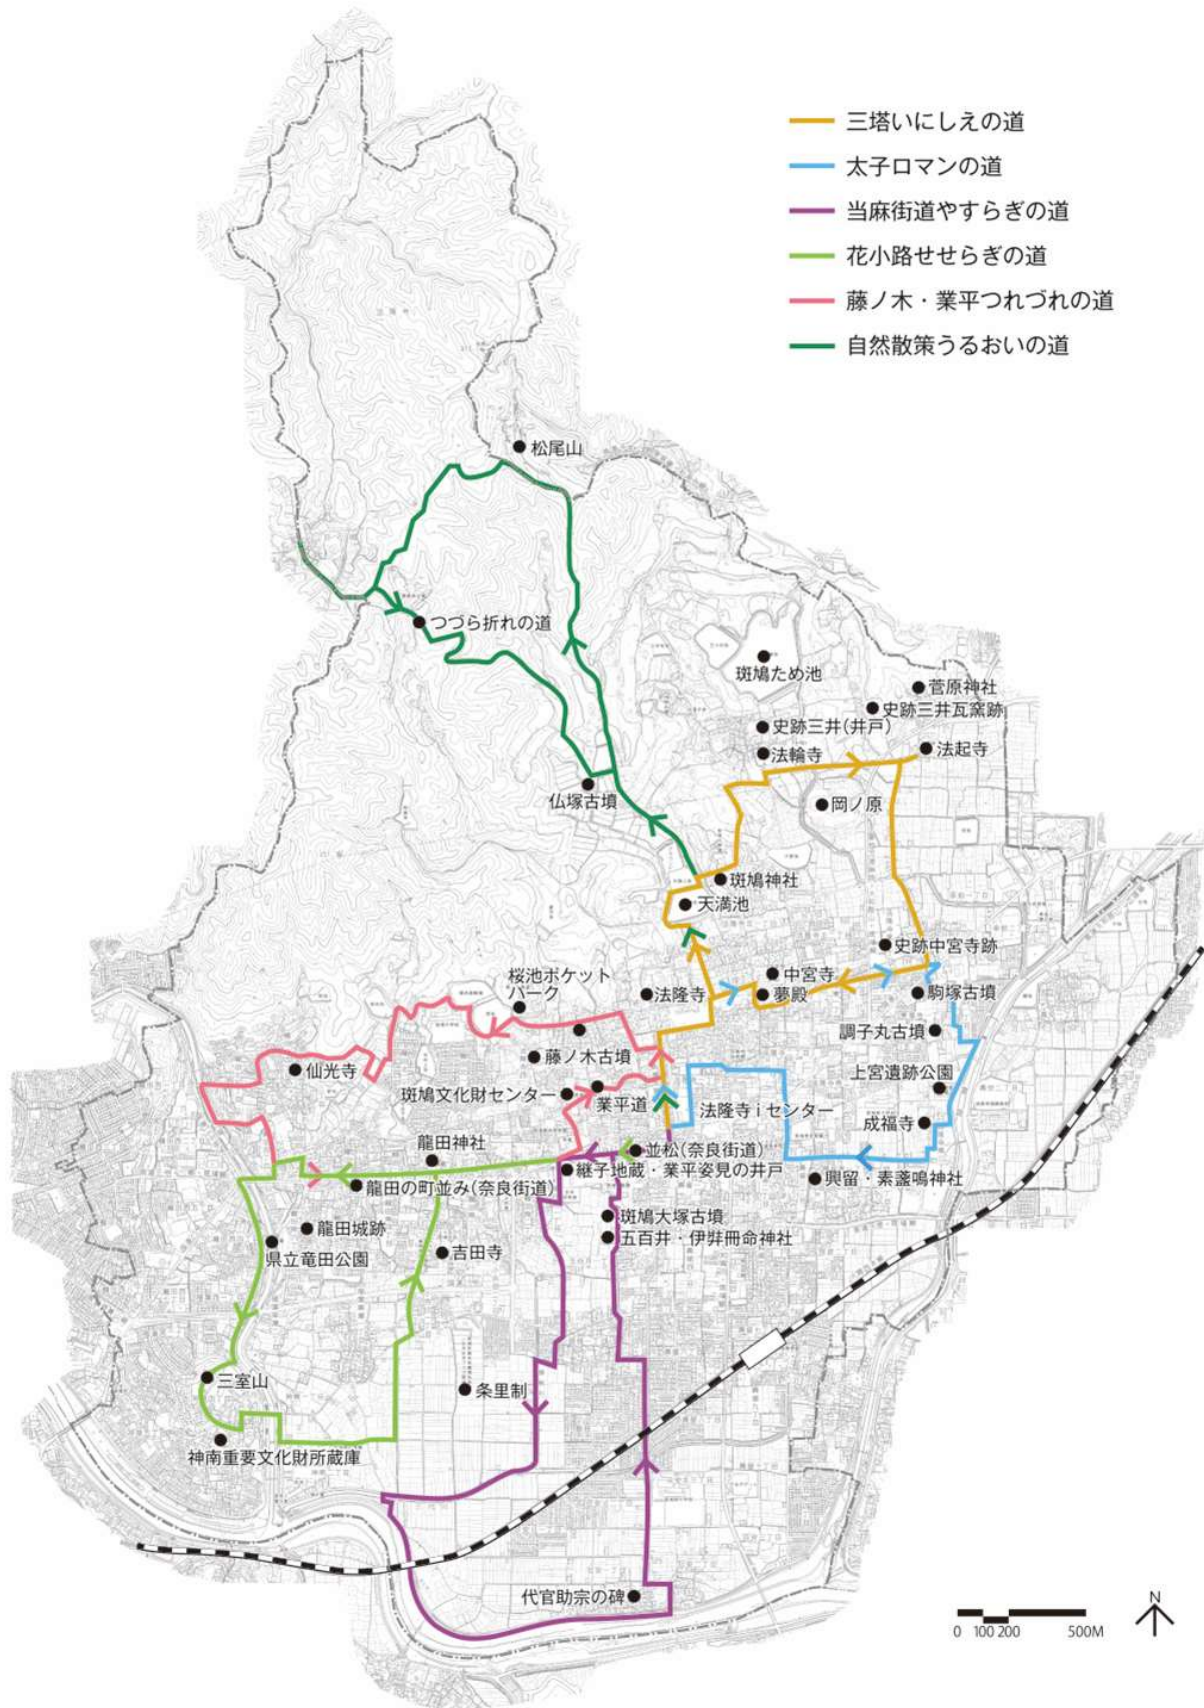 三塔いにしえの道
太子ロマンの道
当麻街道やすらぎの道
花小路せせらぎの道
藤ノ木・業平つれづれの道
自然散策うるおいの道
松尾山
つづら折れの道
斑鳩ため池
菅原神社
史跡三井瓦窯跡
史跡三井(井戸)
法起寺
法輪寺
仏塚古墳
岡ノ原
斑鳩神社
天満池
史跡中宮寺跡
桜池ポケット
パーク
中宮寺
法隆寺
夢殿
駒塚古墳
調子丸古墳
藤ノ木古墳
仙光寺
上宮遺跡公園
斑鳩文化財センター
業平道
法隆寺iセンター
成福寺
龍田神社
並松(奈良街道)
継子地蔵・業平姿見の井戸
龍田の町並み(奈良街道)
興留・素盞鳴神社
斑鳩大塚古墳
龍田城跡
五百井・伊弉冊命神社
県立竜田公園
吉田寺
三室山
条里制
神南重要文化財所蔵庫
代官助宗の碑
N
0 100 200 500M